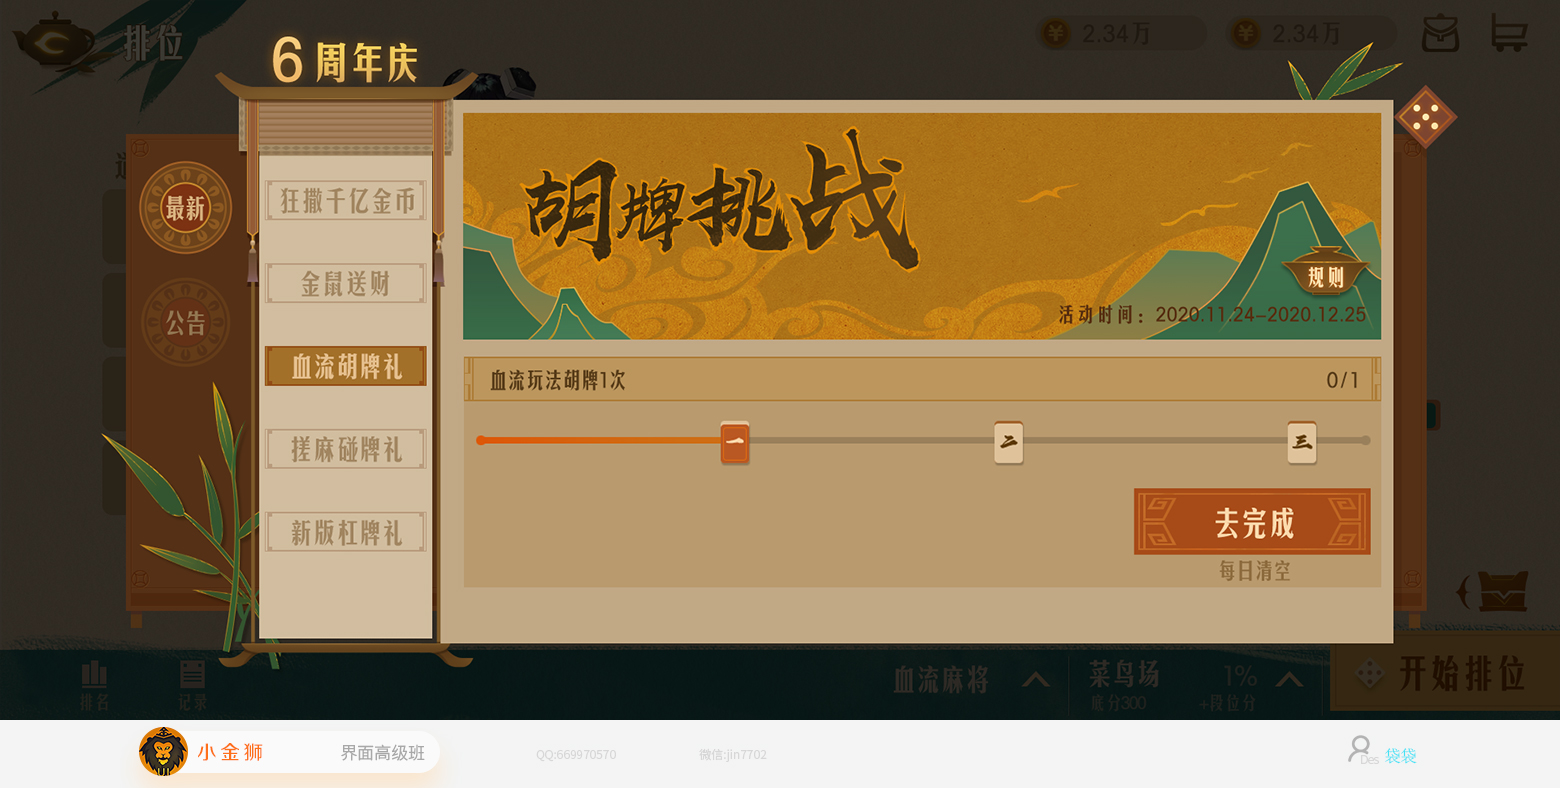 排位
2.34万
2.34万
6周年庆
最新
公告
狂撒千亿金币
金鼠送财
血流胡牌礼
搓麻碰牌礼
新版杠牌礼
胡牌挑战
规则
活动时间：2020.11.24-2020.12.25
血流玩法胡牌1次 0/1
一 二 三
去完成
每日清空
排名
记录
血流麻将
菜鸟场
底分300
1%
+段位分
开始排位
小金狮 界面高级班
QQ:669970570
微信:jin7702
Des 袋袋